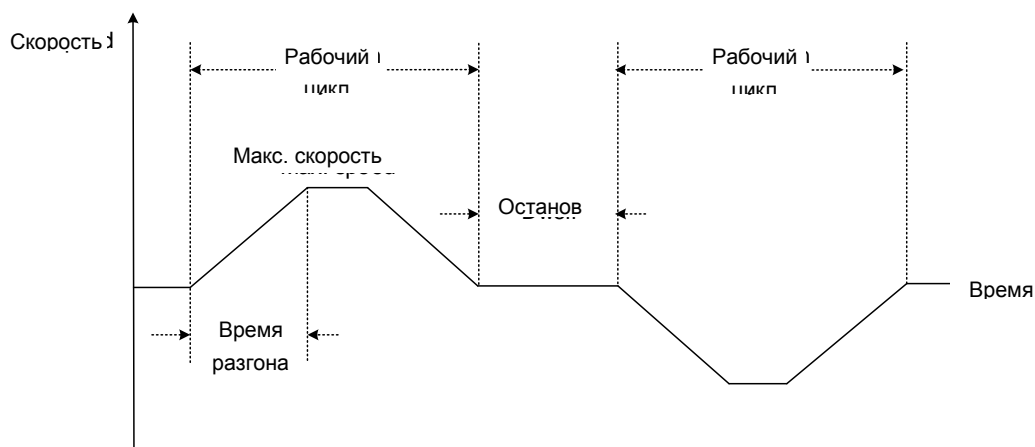 Скорость
Рабочий
цикл
Рабочий
цикл
Макс. скорость
Останов
Время
Время
разгона